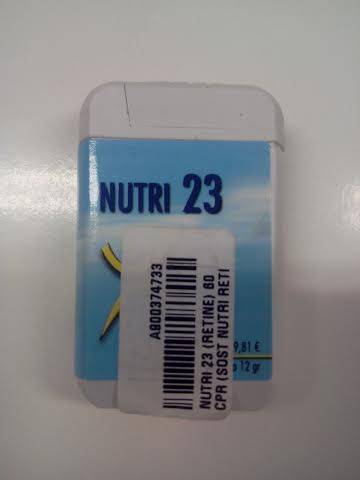 NUTRI 23
A800374733
NUTRI 23 (RETINE) 60
CPR (SOST NUTRI RETI
9,81 €
12 gr